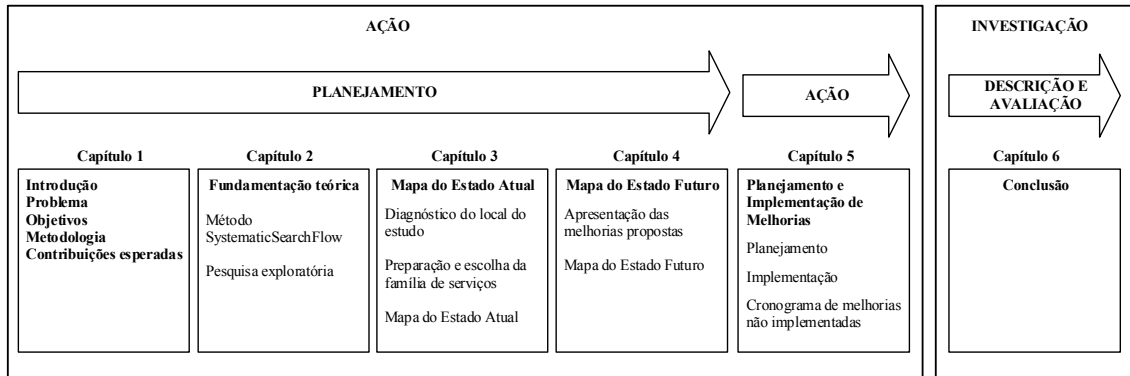 AÇÃO
INVESTIGAÇÃO
PLANEJAMENTO
AÇÃO
DESCRIÇÃO E
AVALIAÇÃO
Capítulo 1
Introdução
Problema
Objetivos
Metodologia
Contribuições esperadas
Capítulo 2
Fundamentação teórica
Método
SystematicSearchFlow
Pesquisa exploratória
Capítulo 3
Mapa do Estado Atual
Diagnóstico do local do
estudo
Preparação e escolha da
família de serviços
Mapa do Estado Atual
Capítulo 4
Mapa do Estado Futuro
Apresentação das
melhorias propostas
Mapa do Estado Futuro
Capítulo 5
Planejamento e
Implementação de
Melhorias
Planejamento
Implementação
Cronograma de melhorias
não implementadas
Capítulo 6
Conclusão